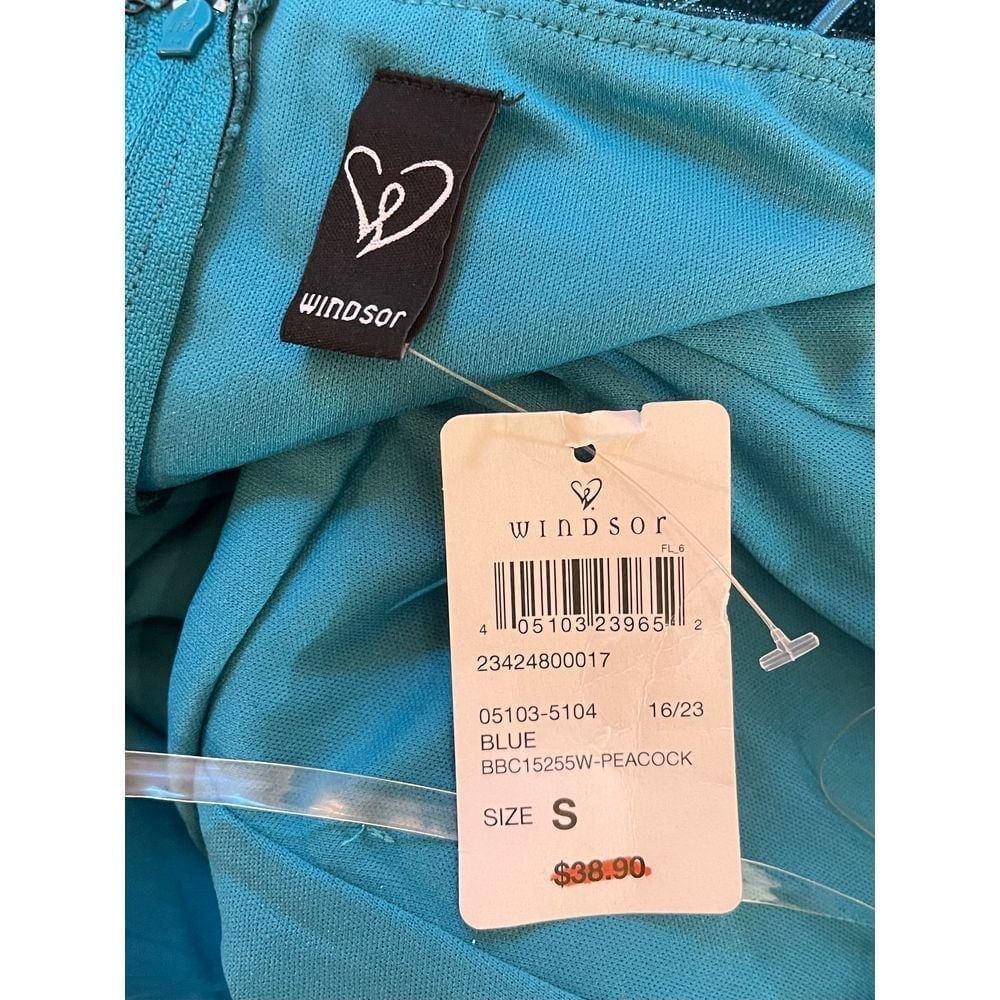 WINDSOR
WINDSOR
FL_6
4 05103 23965 2
23424800017
05103-5104 16/23
BLUE
BBC15255W-PEACOCK
SIZE S
$38.90